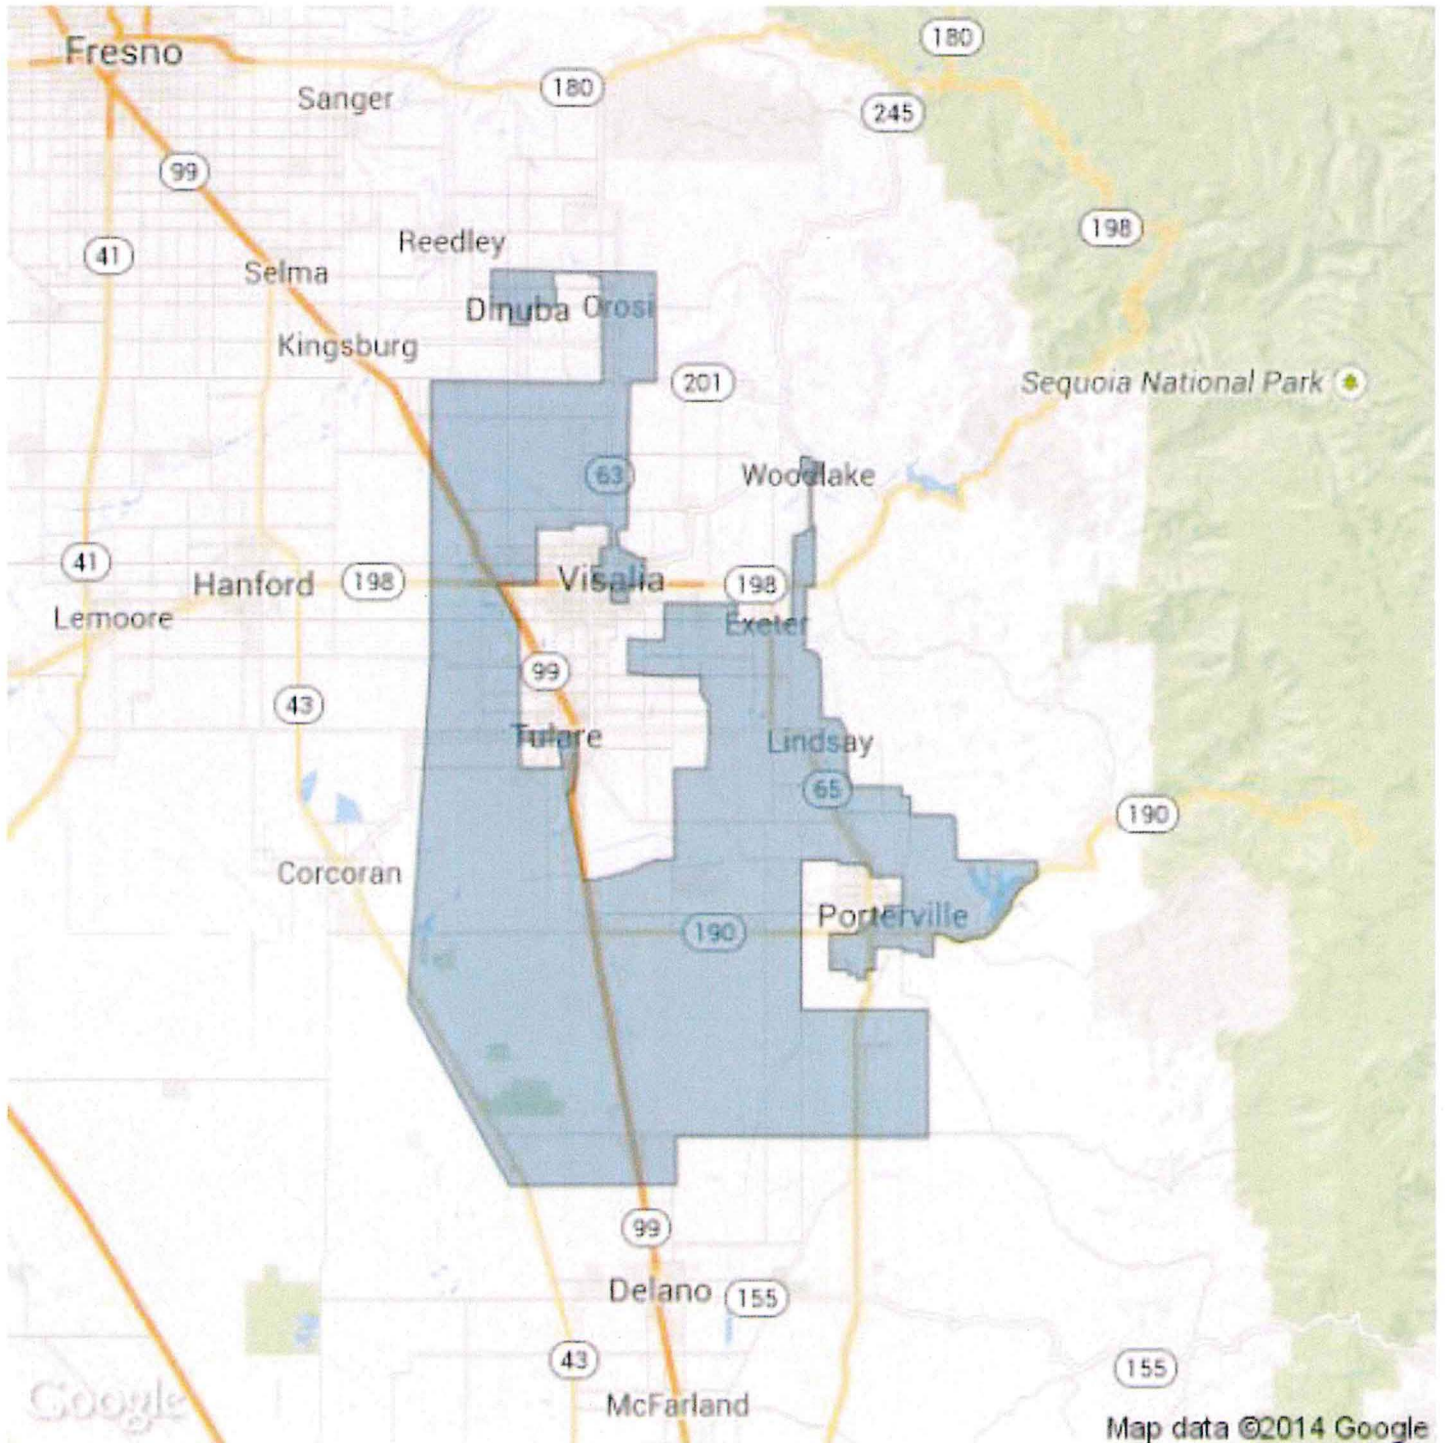 180
Fresno
180
Sanger
245
99
198
Reedley
41
Selma
Dinuba
Orosi
Kingsburg
201
Sequoia National Park
63
Woodlake
41
Hanford
198
Visalia
198
Lemoore
Exeter
99
43
Tulare
Lindsay
65
190
Corcoran
Porterville
190
99
Delano
155
43
155
Google
McFarland
Map data ©2014 Google